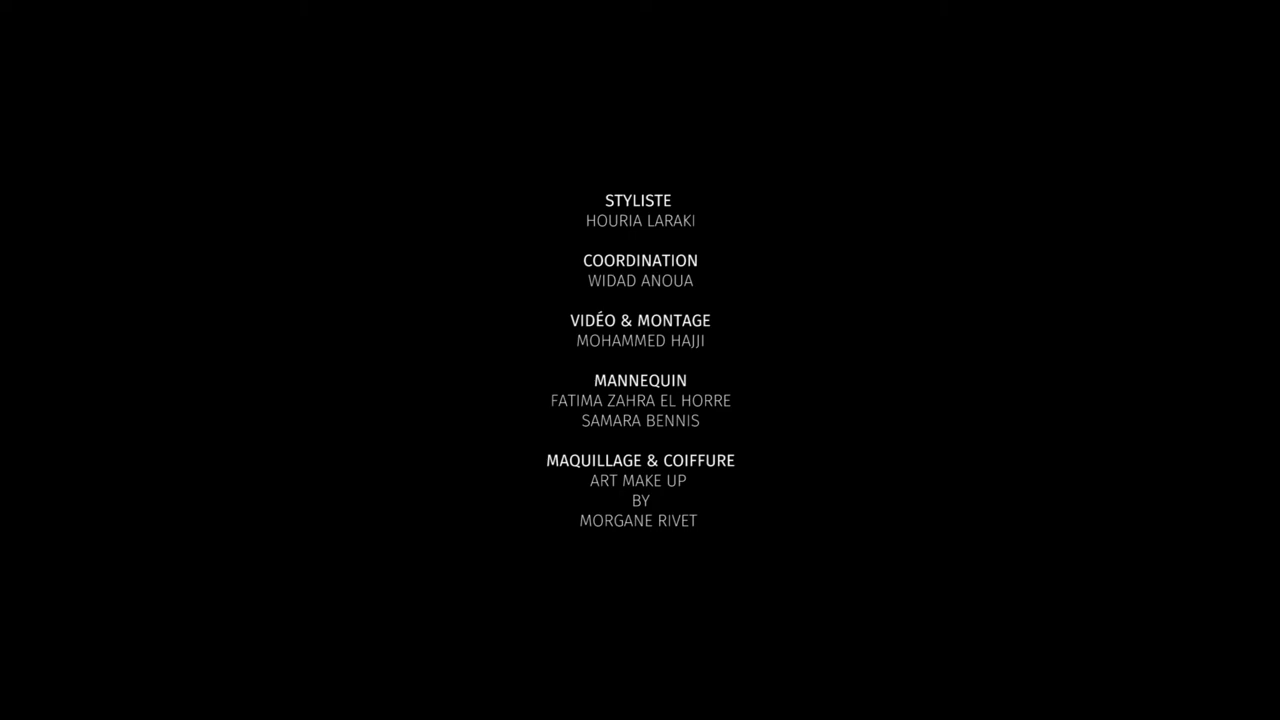 STYLISTE
HOURIA LARAKI
COORDINATION
WIDAD ANOUA
VIDÉO & MONTAGE
MOHAMMED HAJJI
MANNEQUIN
FATIMA ZAHRA EL HORRE
SAMARA BENNIS
MAQUILLAGE & COIFFURE
ART MAKE UP
BY
MORGANE RIVET